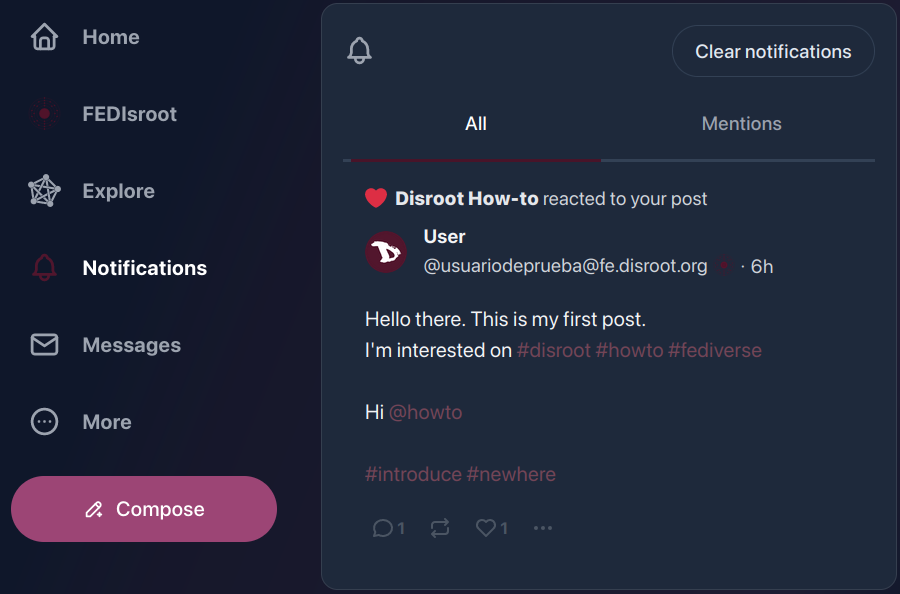 Home
FEDIsroot
Explore
Notifications
Messages
More
Compose
Clear notifications
All
Mentions
Disroot How-to reacted to your post
User
@usuariodeprueba@fe.disroot.org · 6h
Hello there. This is my first post.
I'm interested on #disroot #howto #fediverse
Hi @howto
#introduce #newhere
1
1